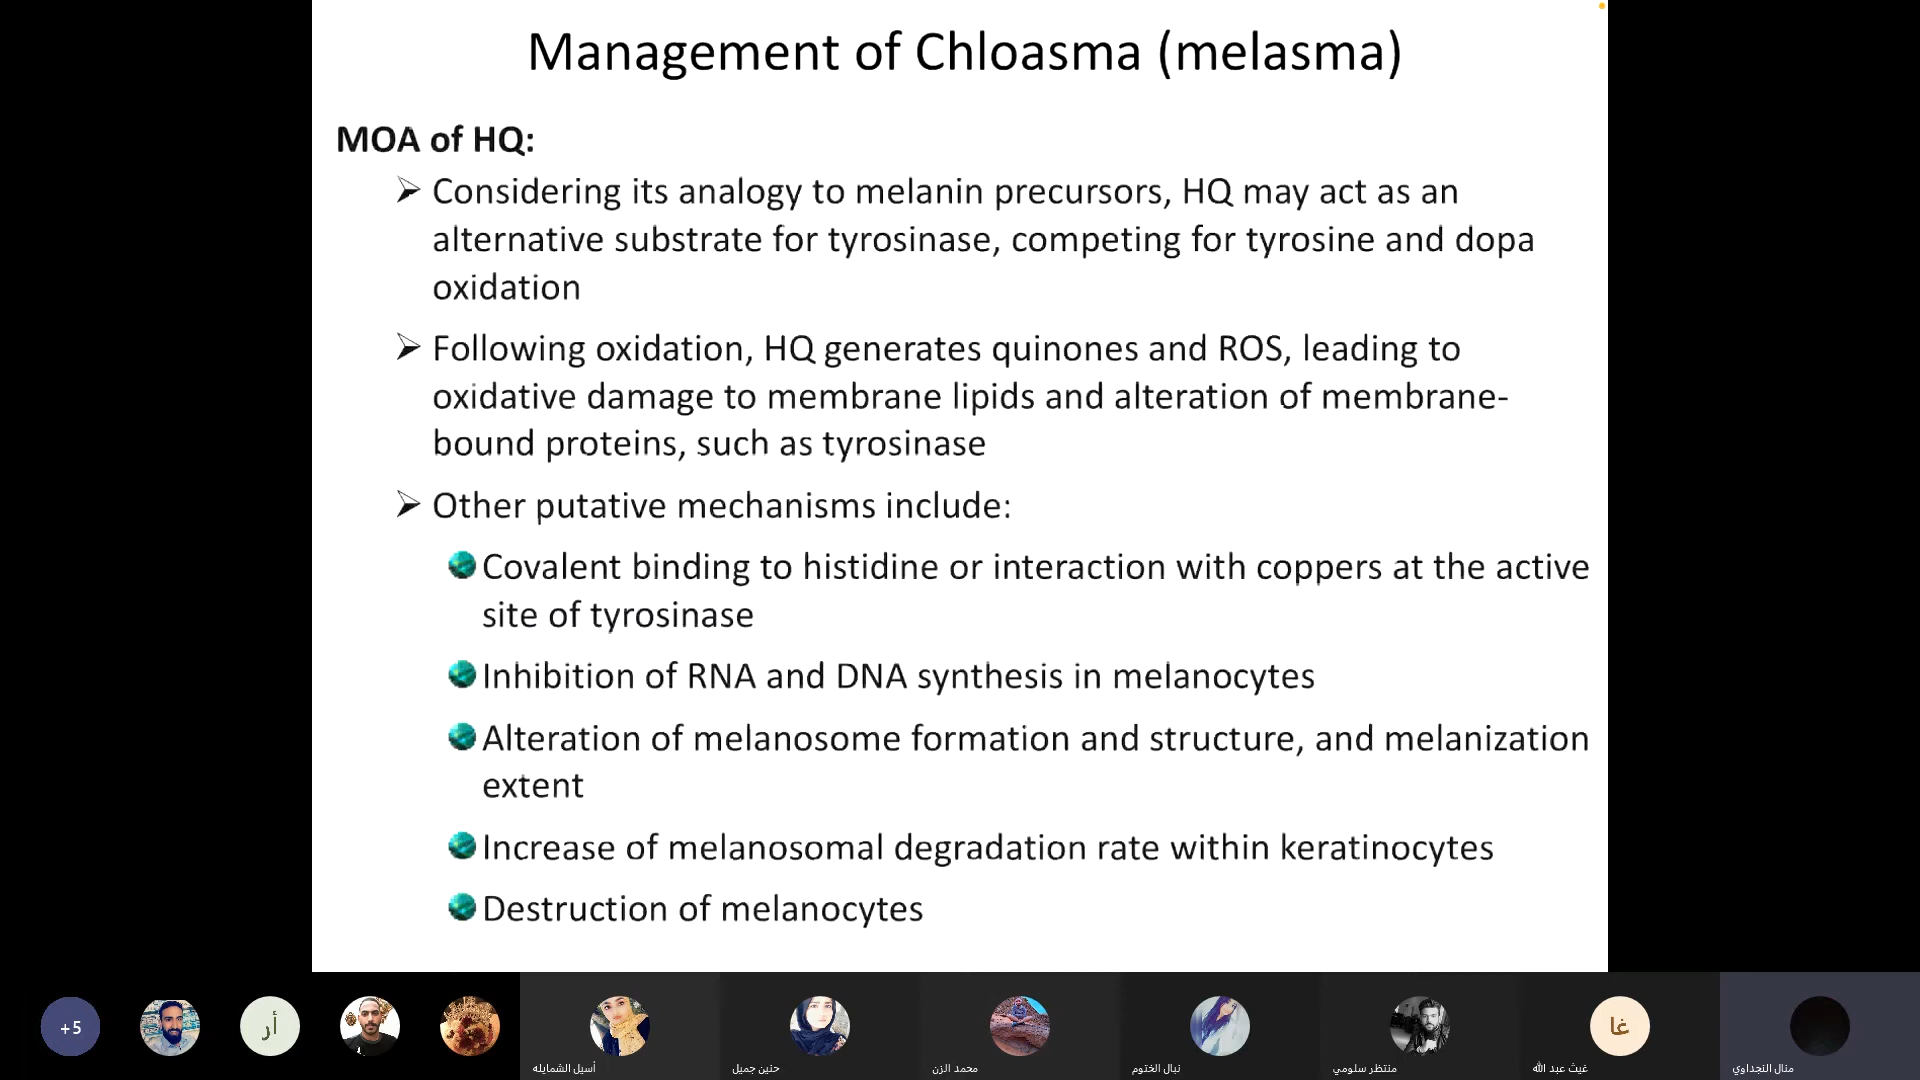 Management of Chloasma (melasma)
MOA of HQ:
Considering its analogy to melanin precursors, HQ may act as an
alternative substrate for tyrosinase, competing for tyrosine and dopa
oxidation
Following oxidation, HQ generates quinones and ROS, leading to
oxidative damage to membrane lipids and alteration of membrane-
bound proteins, such as tyrosinase
Other putative mechanisms include:
Covalent binding to histidine or interaction with coppers at the active
site of tyrosinase
Inhibition of RNA and DNA synthesis in melanocytes
Alteration of melanosome formation and structure, and melanization
extent
Increase of melanosomal degradation rate within keratinocytes
Destruction of melanocytes
+5
أر
غا
أسيل الشمايله
حنين جميل
محمد الزن
نبال الختوم
منتظر سلومي
غيث عبد الله
منال النجداوي